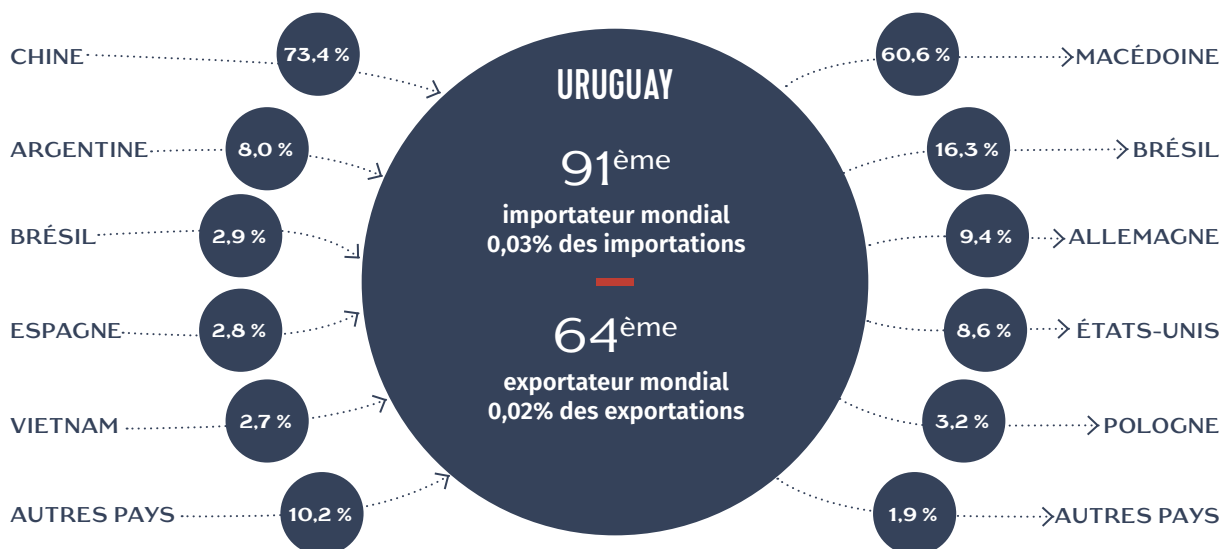 CHINE
73,4 %
ARGENTINE
8,0 %
BRÉSIL
2,9 %
ESPAGNE
2,8 %
VIETNAM
2,7 %
AUTRES PAYS
10,2 %
URUGUAY
91ème
importateur mondial
0,03% des importations
64ème
exportateur mondial
0,02% des exportations
60,6 %
MACÉDOINE
16,3 %
BRÉSIL
9,4 %
ALLEMAGNE
8,6 %
ÉTATS-UNIS
3,2 %
POLOGNE
1,9 %
AUTRES PAYS